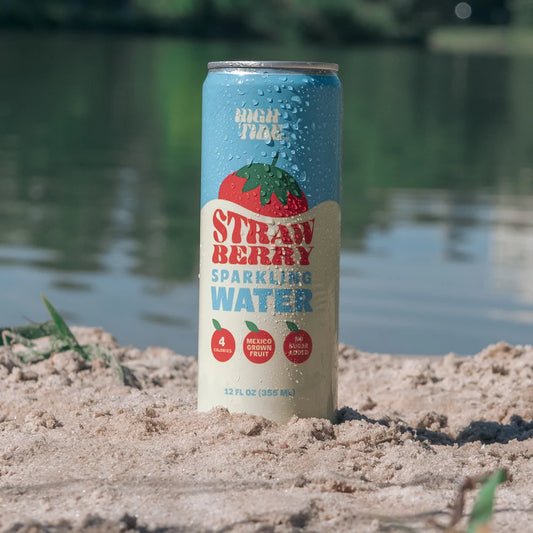 HIGH
TIDE
STRAW
BERRY
SPARKLING
WATER
4
CALORIES
MEXICO
GROWN
FRUIT
NO
SUGAR
ADDED
12 FL OZ (355 ML)